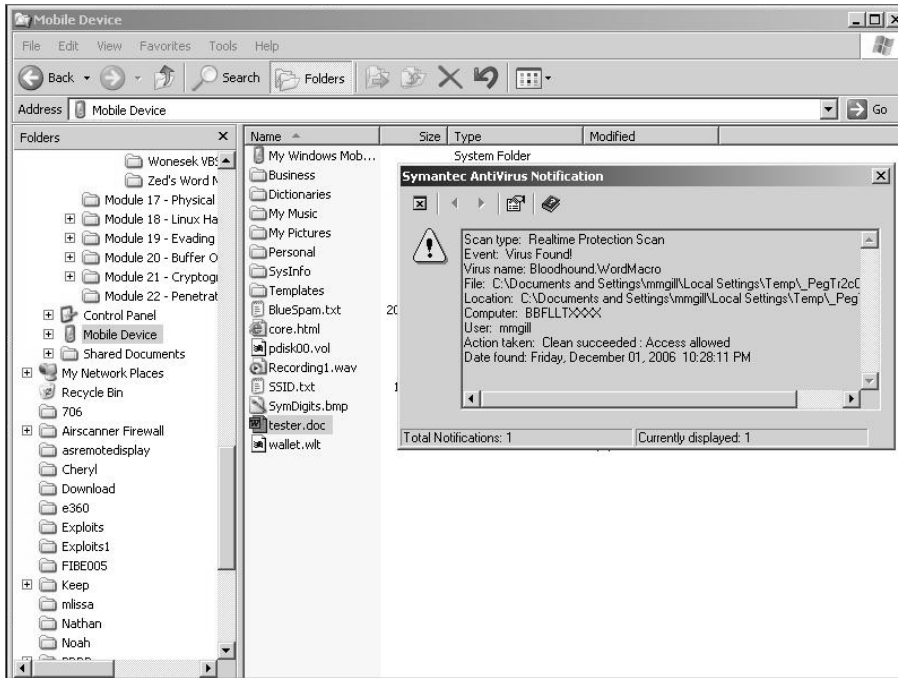 Mobile Device
File Edit View Favorites Tools Help
Back Search Folders
Address Mobile Device Go
Folders
Wonesek VBS
Zed's Word M
Module 17 - Physical
Module 18 - Linux Ha
Module 19 - Evading
Module 20 - Buffer O
Module 21 - Cryptogr
Module 22 - Penetrat
Control Panel
Mobile Device
Shared Documents
My Network Places
Recycle Bin
706
Airscanner Firewall
asremotedisplay
Cheryl
Download
e360
Exploits
Exploits1
FIBE005
Keep
mlissa
Nathan
Noah
Name Size Type Modified
My Windows Mob... System Folder
Business
Dictionaries
My Music
My Pictures
Personal
SysInfo
Templates
BlueSpam.txt 20
core.html
pdisk00.vol
Recording1.wav
SSID.txt 1
SymDigits.bmp
tester.doc
wallet.wlt
Symantec AntiVirus Notification
Scan type: Realtime Protection Scan
Event: Virus Found!
Virus name: Bloodhound.WordMacro
File: C:\Documents and Settings\mmgill\Local Settings\Temp\_PegTr2c0
Location: C:\Documents and Settings\mmgill\Local Settings\Temp\_Peg
Computer: BBFLLTXXXX
User: mmgill
Action taken: Clean succeeded : Access allowed
Date found: Friday, December 01, 2006 10:28:11 PM
Total Notifications: 1 Currently displayed: 1